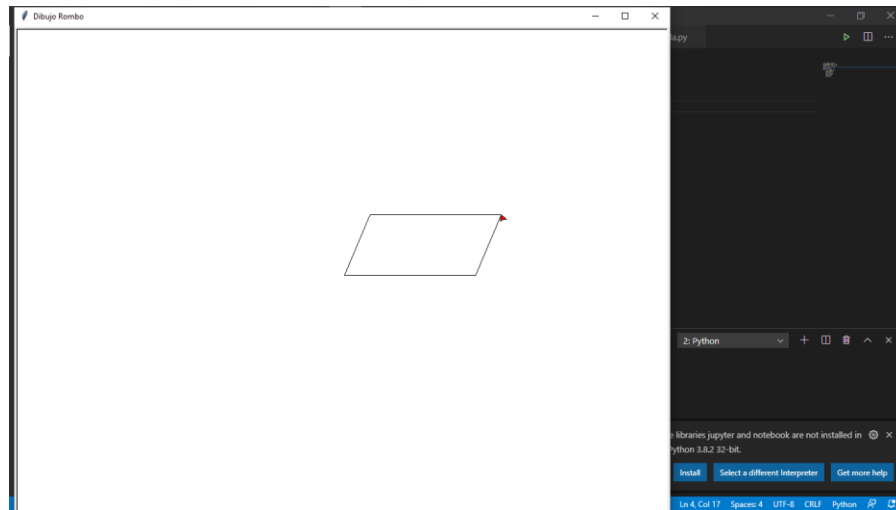 Dibujo Rombo
a.py
2: Python
e libraries jupyter and notebook are not installed in
Python 3.8.2 32-bit.
Install Select a different Interpreter Get more help
Ln 4, Col 17 Spaces: 4 UTF-8 CRLF Python